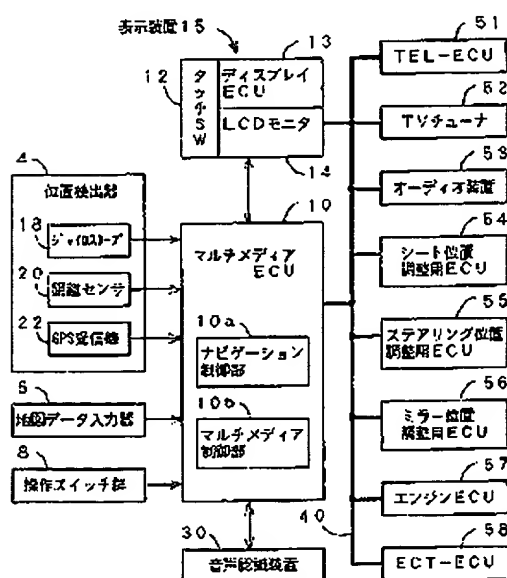 表示装置15
12
13
タッチSW
ディスプレイ
ECU
LCDモニタ
14
4
位置検出器
18
ジャイロスコープ
20
距離センサ
22
GPS受信機
6
地図データ入力器
8
操作スイッチ群
10
マルチメディア
ECU
10a
ナビゲーション
制御部
10b
マルチメディア
制御部
30
音声認識装置
40
51
TEL-ECU
52
TVチューナ
53
オーディオ装置
54
シート位置
調整用ECU
55
ステアリング位置
調整用ECU
56
ミラー位置
調整用ECU
57
エンジンECU
58
ECT-ECU